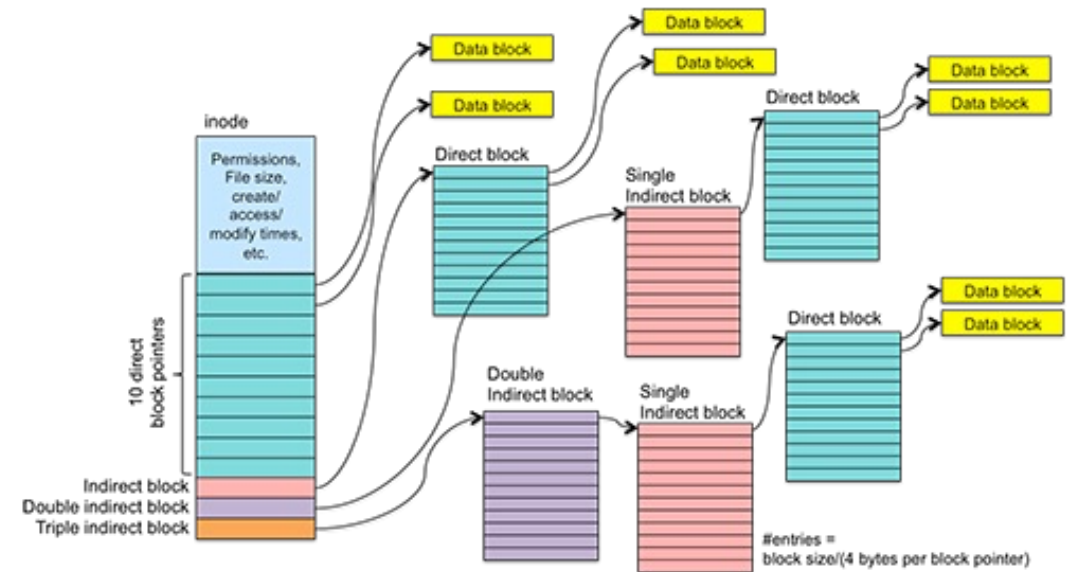 Data block
Data block
Data block
Data block
inode
Permissions,
File size,
create/
access/
modify times,
etc.
10 direct
block pointers
Indirect block
Double indirect block
Triple indirect block
Direct block
Single
Indirect block
Direct block
Data block
Data block
Double
Indirect block
Single
Indirect block
Direct block
Data block
Data block
#entries =
block size/(4 bytes per block pointer)